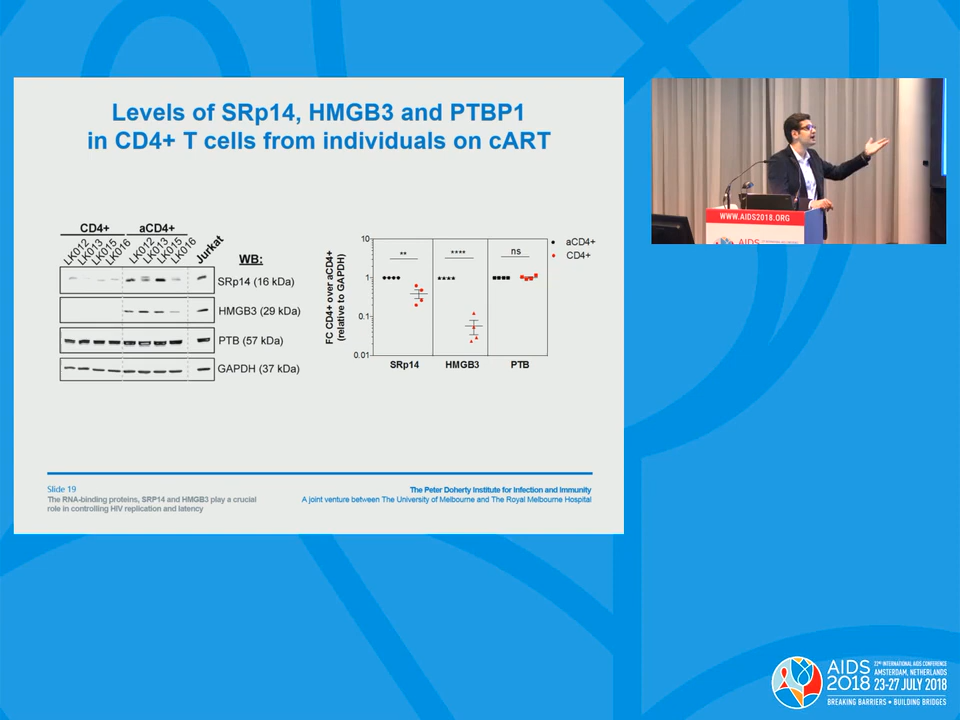 Levels of SRp14, HMGB3 and PTBP1
in CD4+ T cells from individuals on cART
CD4+ aCD4+
LK012 LK013 LK015 LK016 LK012 LK013 LK015 LK016 Jurkat
WB:
SRp14 (16 kDa)
HMGB3 (29 kDa)
PTB (57 kDa)
GAPDH (37 kDa)
FC CD4+ over aCD4+
(relative to GAPDH)
10
1
0.1
0.01
** **** ns
SRp14 HMGB3 PTB
aCD4+
CD4+
Slide 19
The RNA-binding proteins, SRP14 and HMGB3 play a crucial
role in controlling HIV replication and latency
The Peter Doherty Institute for Infection and Immunity
A joint venture between The University of Melbourne and The Royal Melbourne Hospital
WWW.AIDS2018.ORG
AIDS
AIDS
2018
22ND INTERNATIONAL AIDS CONFERENCE
AMSTERDAM, NETHERLANDS
23-27 JULY 2018
BREAKING BARRIERS • BUILDING BRIDGES